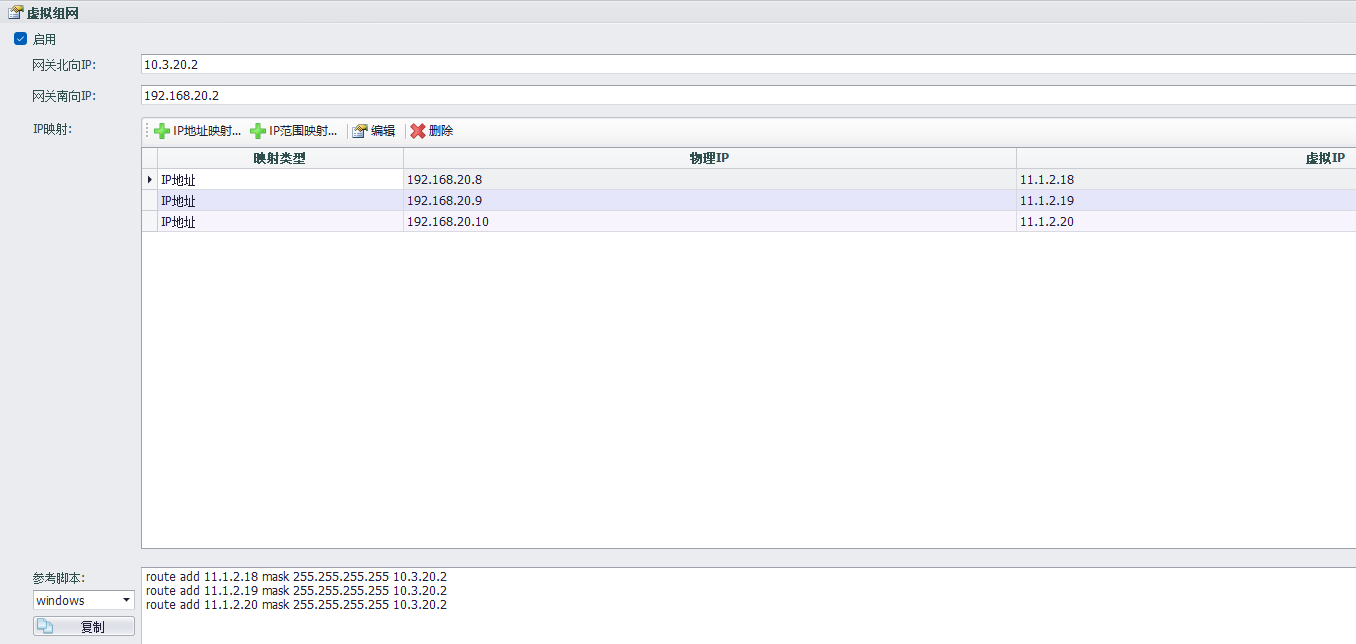 虚拟组网
启用
网关北向IP: 10.3.20.2
网关南向IP: 192.168.20.2
IP映射: IP地址映射... IP范围映射... 编辑 删除
映射类型 物理IP 虚拟IP
IP地址 192.168.20.8 11.1.2.18
IP地址 192.168.20.9 11.1.2.19
IP地址 192.168.20.10 11.1.2.20
参考脚本: route add 11.1.2.18 mask 255.255.255.255 10.3.20.2
route add 11.1.2.19 mask 255.255.255.255 10.3.20.2
windows route add 11.1.2.20 mask 255.255.255.255 10.3.20.2
复制